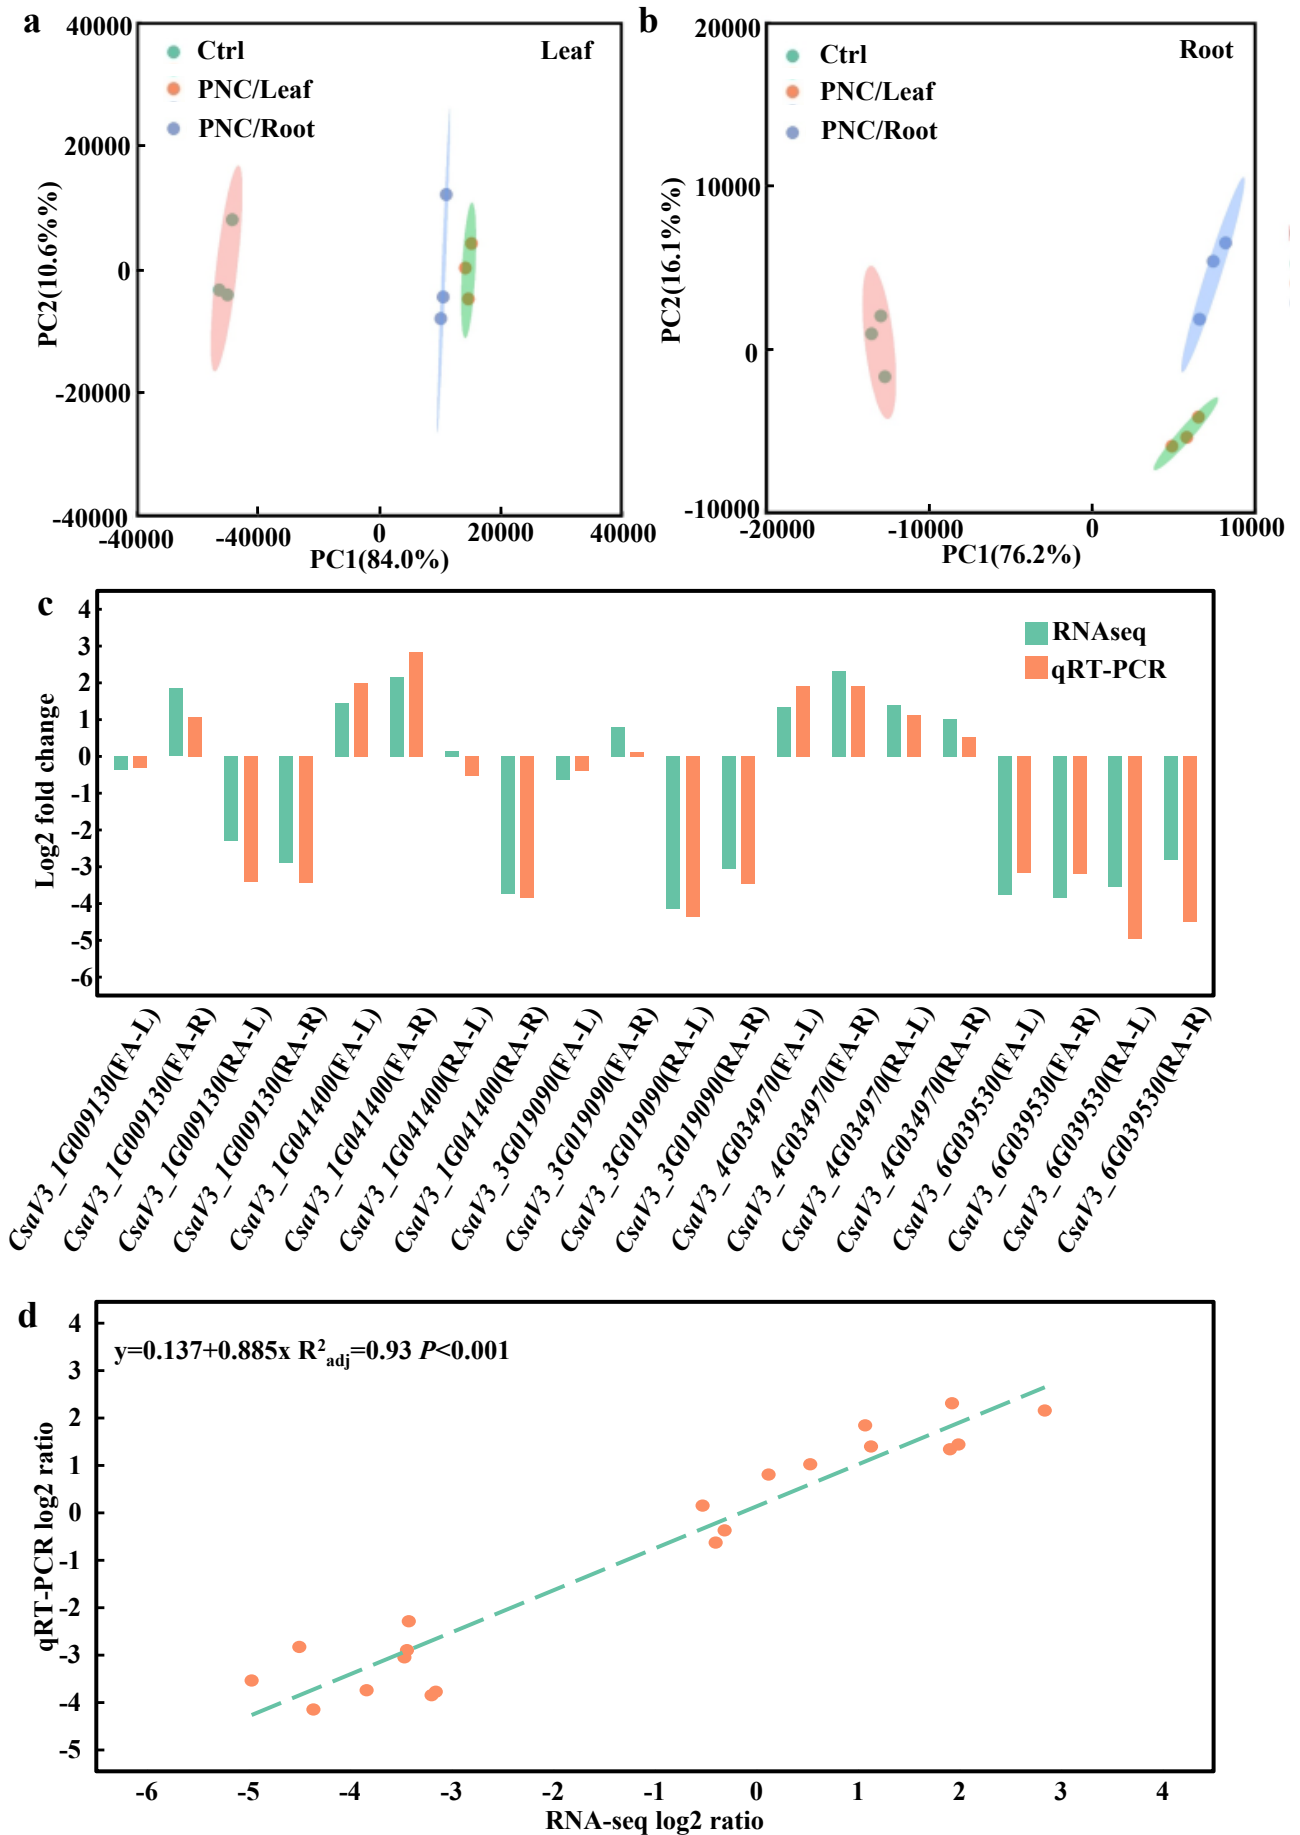 a
40000
20000
0
-20000
-40000
PC2(10.6%%)
Ctrl
PNC/Leaf
PNC/Root
Leaf
-40000
-40000
0
20000
40000
PC1(84.0%)
b
20000
10000
0
-10000
PC2(16.1%%)
Ctrl
PNC/Leaf
PNC/Root
Root
-20000
-10000
0
10000
PC1(76.2%)
c
4
3
2
1
0
-1
-2
-3
-4
-5
-6
Log2 fold change
RNAseq
qRT-PCR
CsaV3_1G009130(FA-L)
CsaV3_1G009130(FA-R)
CsaV3_1G009130(RA-L)
CsaV3_1G009130(RA-R)
CsaV3_1G041400(FA-L)
CsaV3_1G041400(FA-R)
CsaV3_1G041400(RA-L)
CsaV3_1G041400(RA-R)
CsaV3_3G019090(FA-L)
CsaV3_3G019090(FA-R)
CsaV3_3G019090(RA-L)
CsaV3_3G019090(RA-R)
CsaV3_4G034970(FA-L)
CsaV3_4G034970(FA-R)
CsaV3_4G034970(RA-L)
CsaV3_4G034970(RA-R)
CsaV3_6G039530(FA-L)
CsaV3_6G039530(FA-R)
CsaV3_6G039530(RA-L)
CsaV3_6G039530(RA-R)
d
y=0.137+0.885x R²adj=0.93 P<0.001
4
3
2
1
0
-1
-2
-3
-4
-5
qRT-PCR log2 ratio
-6
-5
-4
-3
-2
-1
0
1
2
3
4
RNA-seq log2 ratio